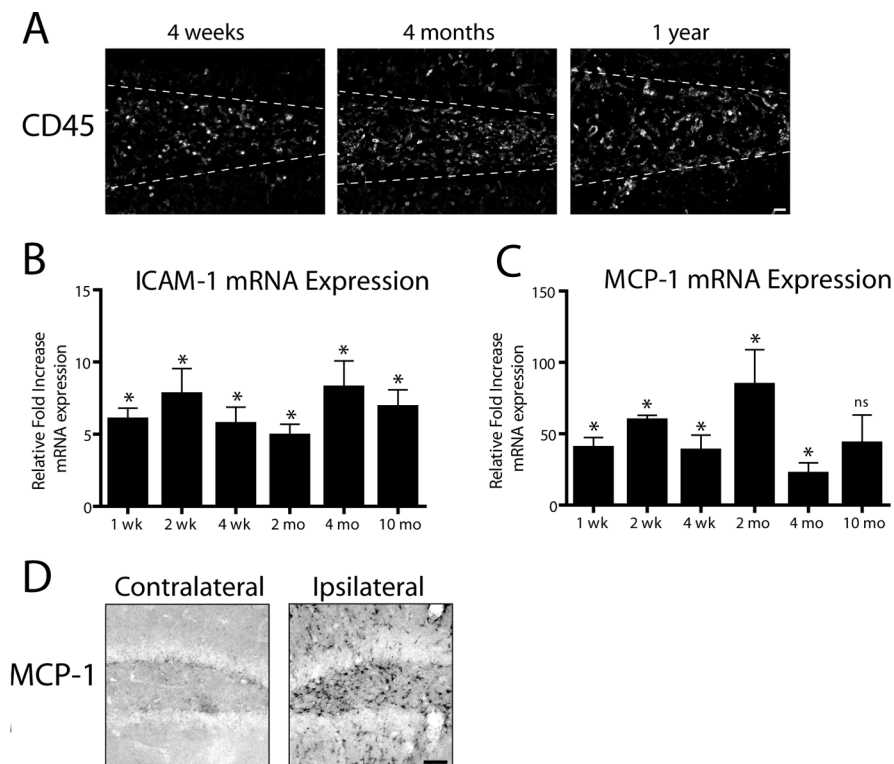 A
4 weeks
4 months
1 year
CD45
B
ICAM-1 mRNA Expression
Relative Fold Increase
mRNA expression
15
10
5
0
*
*
*
*
*
*
1 wk
2 wk
4 wk
2 mo
4 mo
10 mo
C
MCP-1 mRNA Expression
Relative Fold Increase
mRNA expression
150
100
50
0
*
*
*
*
*
ns
1 wk
2 wk
4 wk
2 mo
4 mo
10 mo
D
Contralateral
Ipsilateral
MCP-1